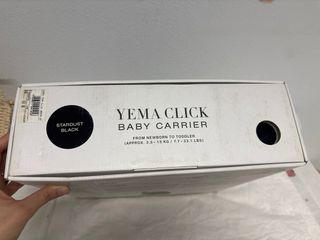 STARDUST
BLACK
YEMA CLICK
BABY CARRIER
FROM NEWBORN TO TODDLER
(APPROX. 3.5 - 15 KG / 7.7 - 33.1 LBS)